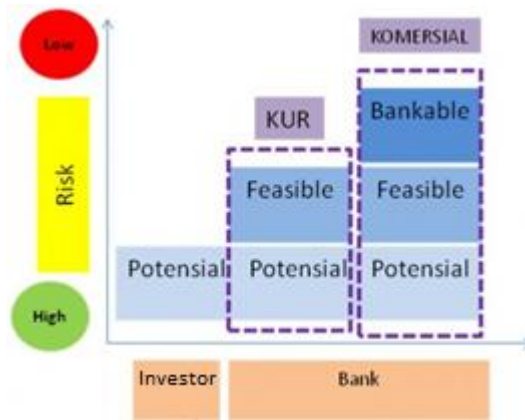 Low
KOMERSIAL
KUR
Bankable
Risk
Feasible
Feasible
Potensial
Potensial
Potensial
High
Investor
Bank